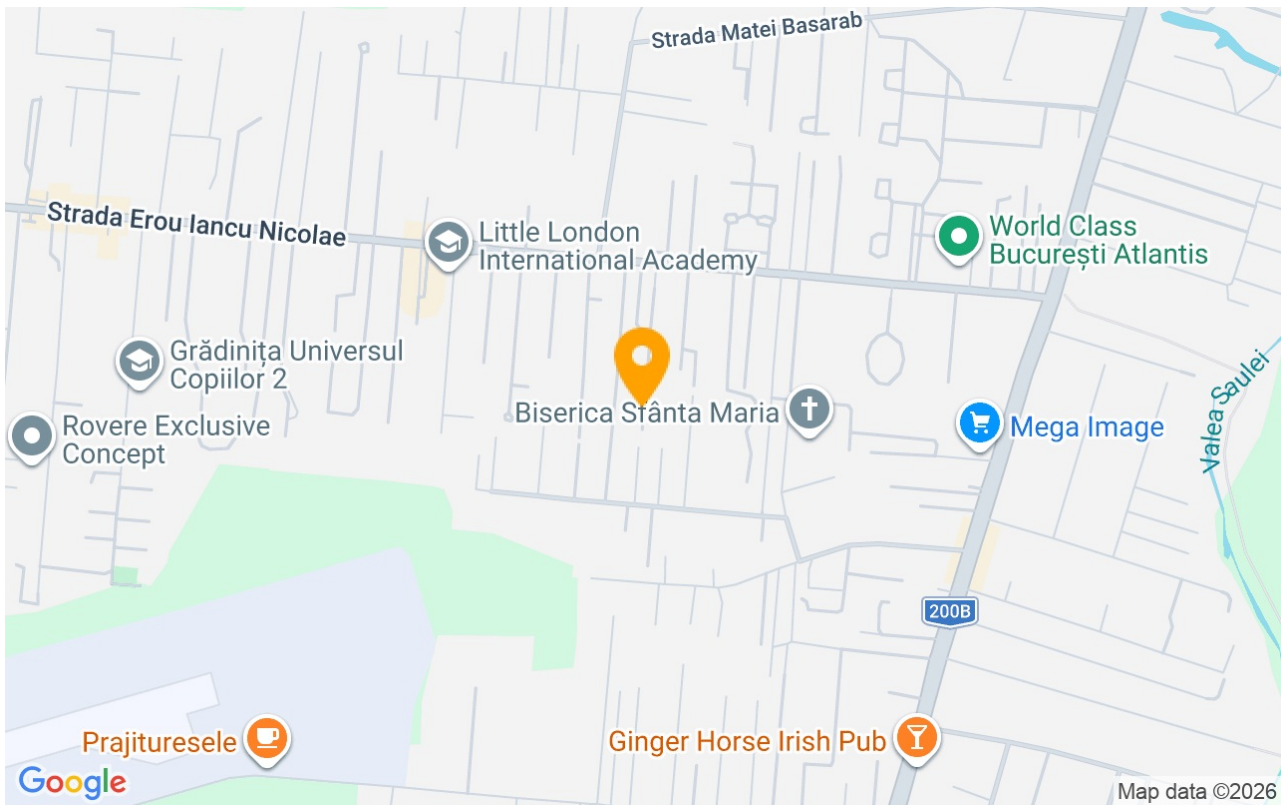 Strada Matei Basarab
Strada Erou Iancu Nicolae
Little London
International Academy
World Class
București Atlantis
Grădinița Universul
Copiilor 2
Biserica Sfânta Maria
Rovere Exclusive
Concept
Mega Image
Valea Saulei
200B
Prajituresele
Ginger Horse Irish Pub
Google
Map data ©2026